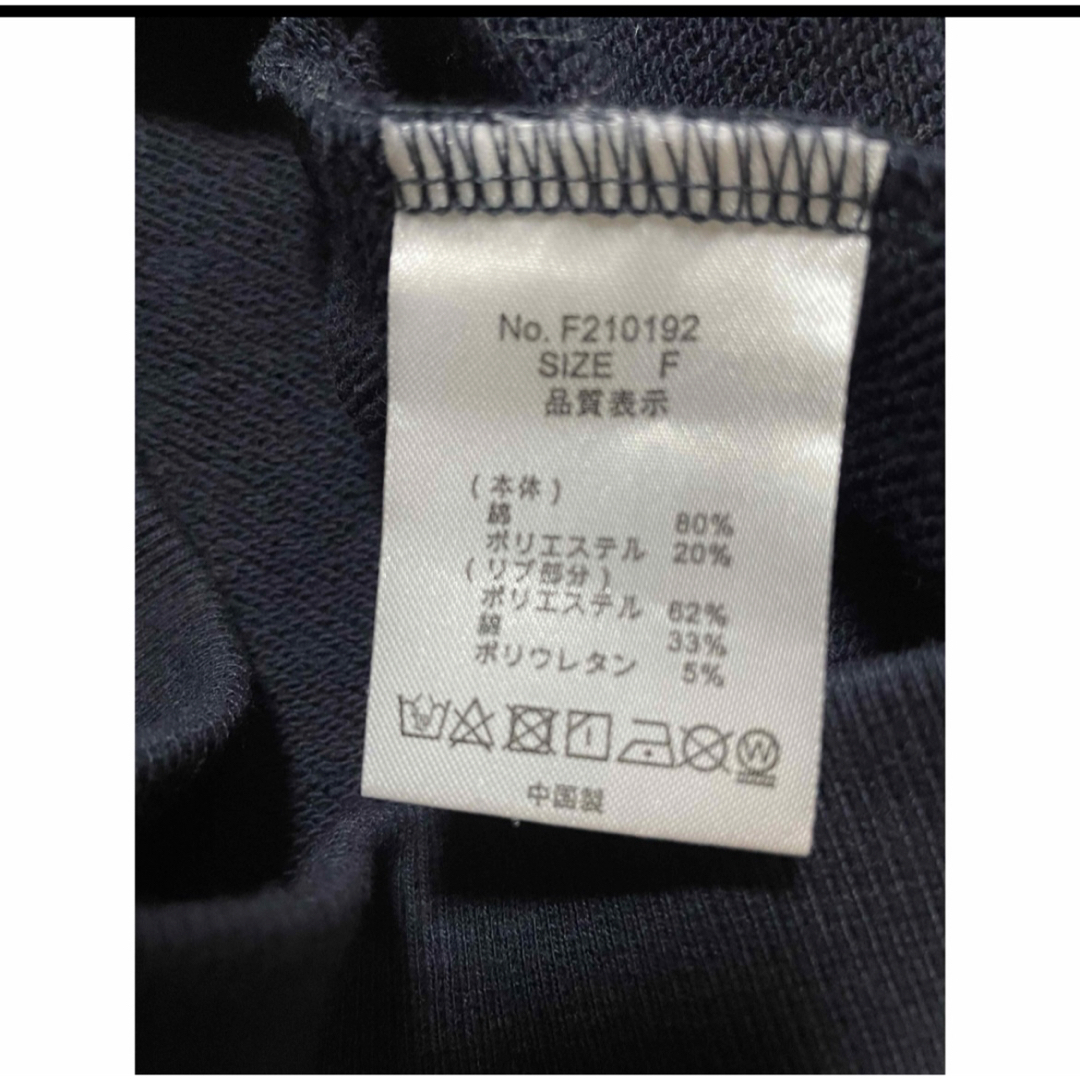 No. F210192
SIZE F
品質表示
(本体)
綿 80%
ポリエステル 20%
(リブ部分)
ポリエステル 62%
綿 33%
ポリウレタン 5%
W
中国製